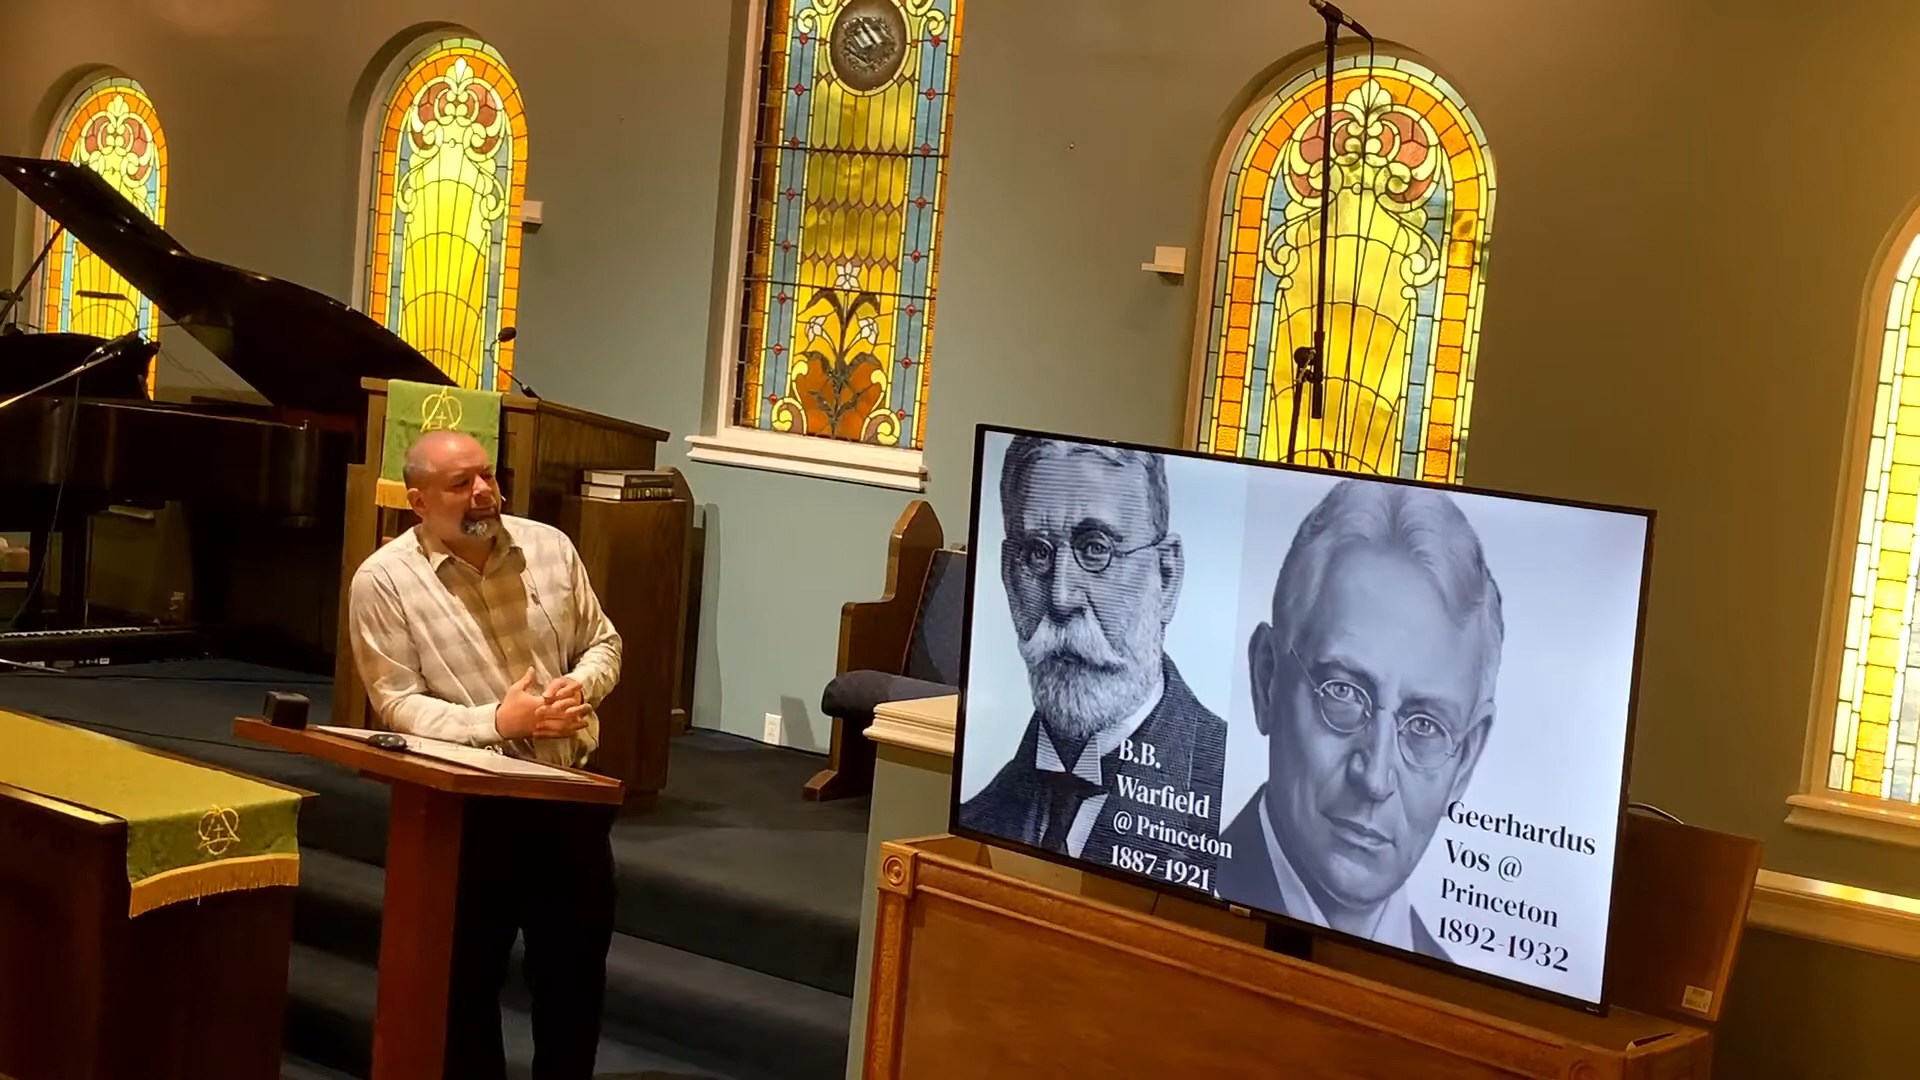 B.B.
Warfield
@ Princeton
1887-1921
Geerhardus
Vos @
Princeton
1892-1932